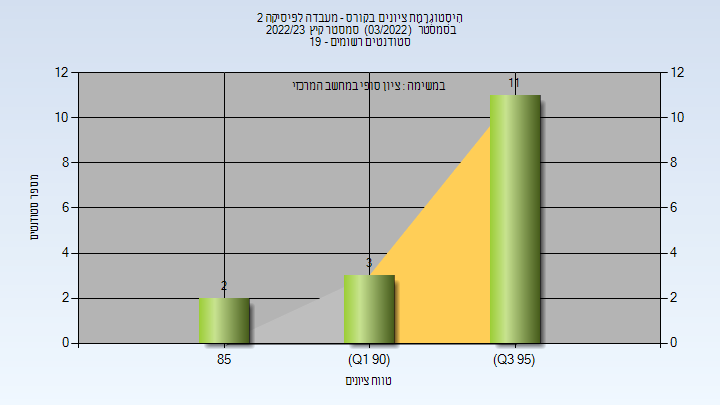 היסטוגרמת ציונים בקורס - מעבדה לפיסיקה 2
בסמסטר (03/2022) סמסטר קיץ 2022/23
סטודנטים רשומים - 19
במשימה : ציון סופי במחשב המרכזי
12 12
10 10
8 8
6 6
4 4
2 2
0 0
11
3
2
מספר סטודנטים
85 (Q1 90) (Q3 95)
טווח ציונים